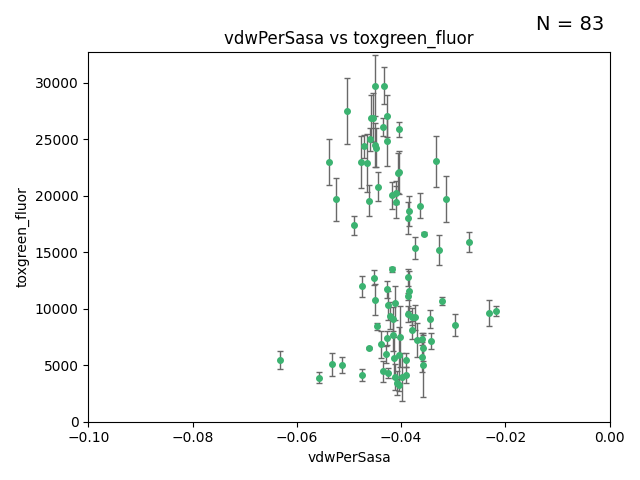 N = 83
vdwPerSasa vs toxgreen_fluor
toxgreen_fluor
30000
25000
20000
15000
10000
5000
0
−0.10 −0.08 −0.06 −0.04 −0.02 0.00
vdwPerSasa